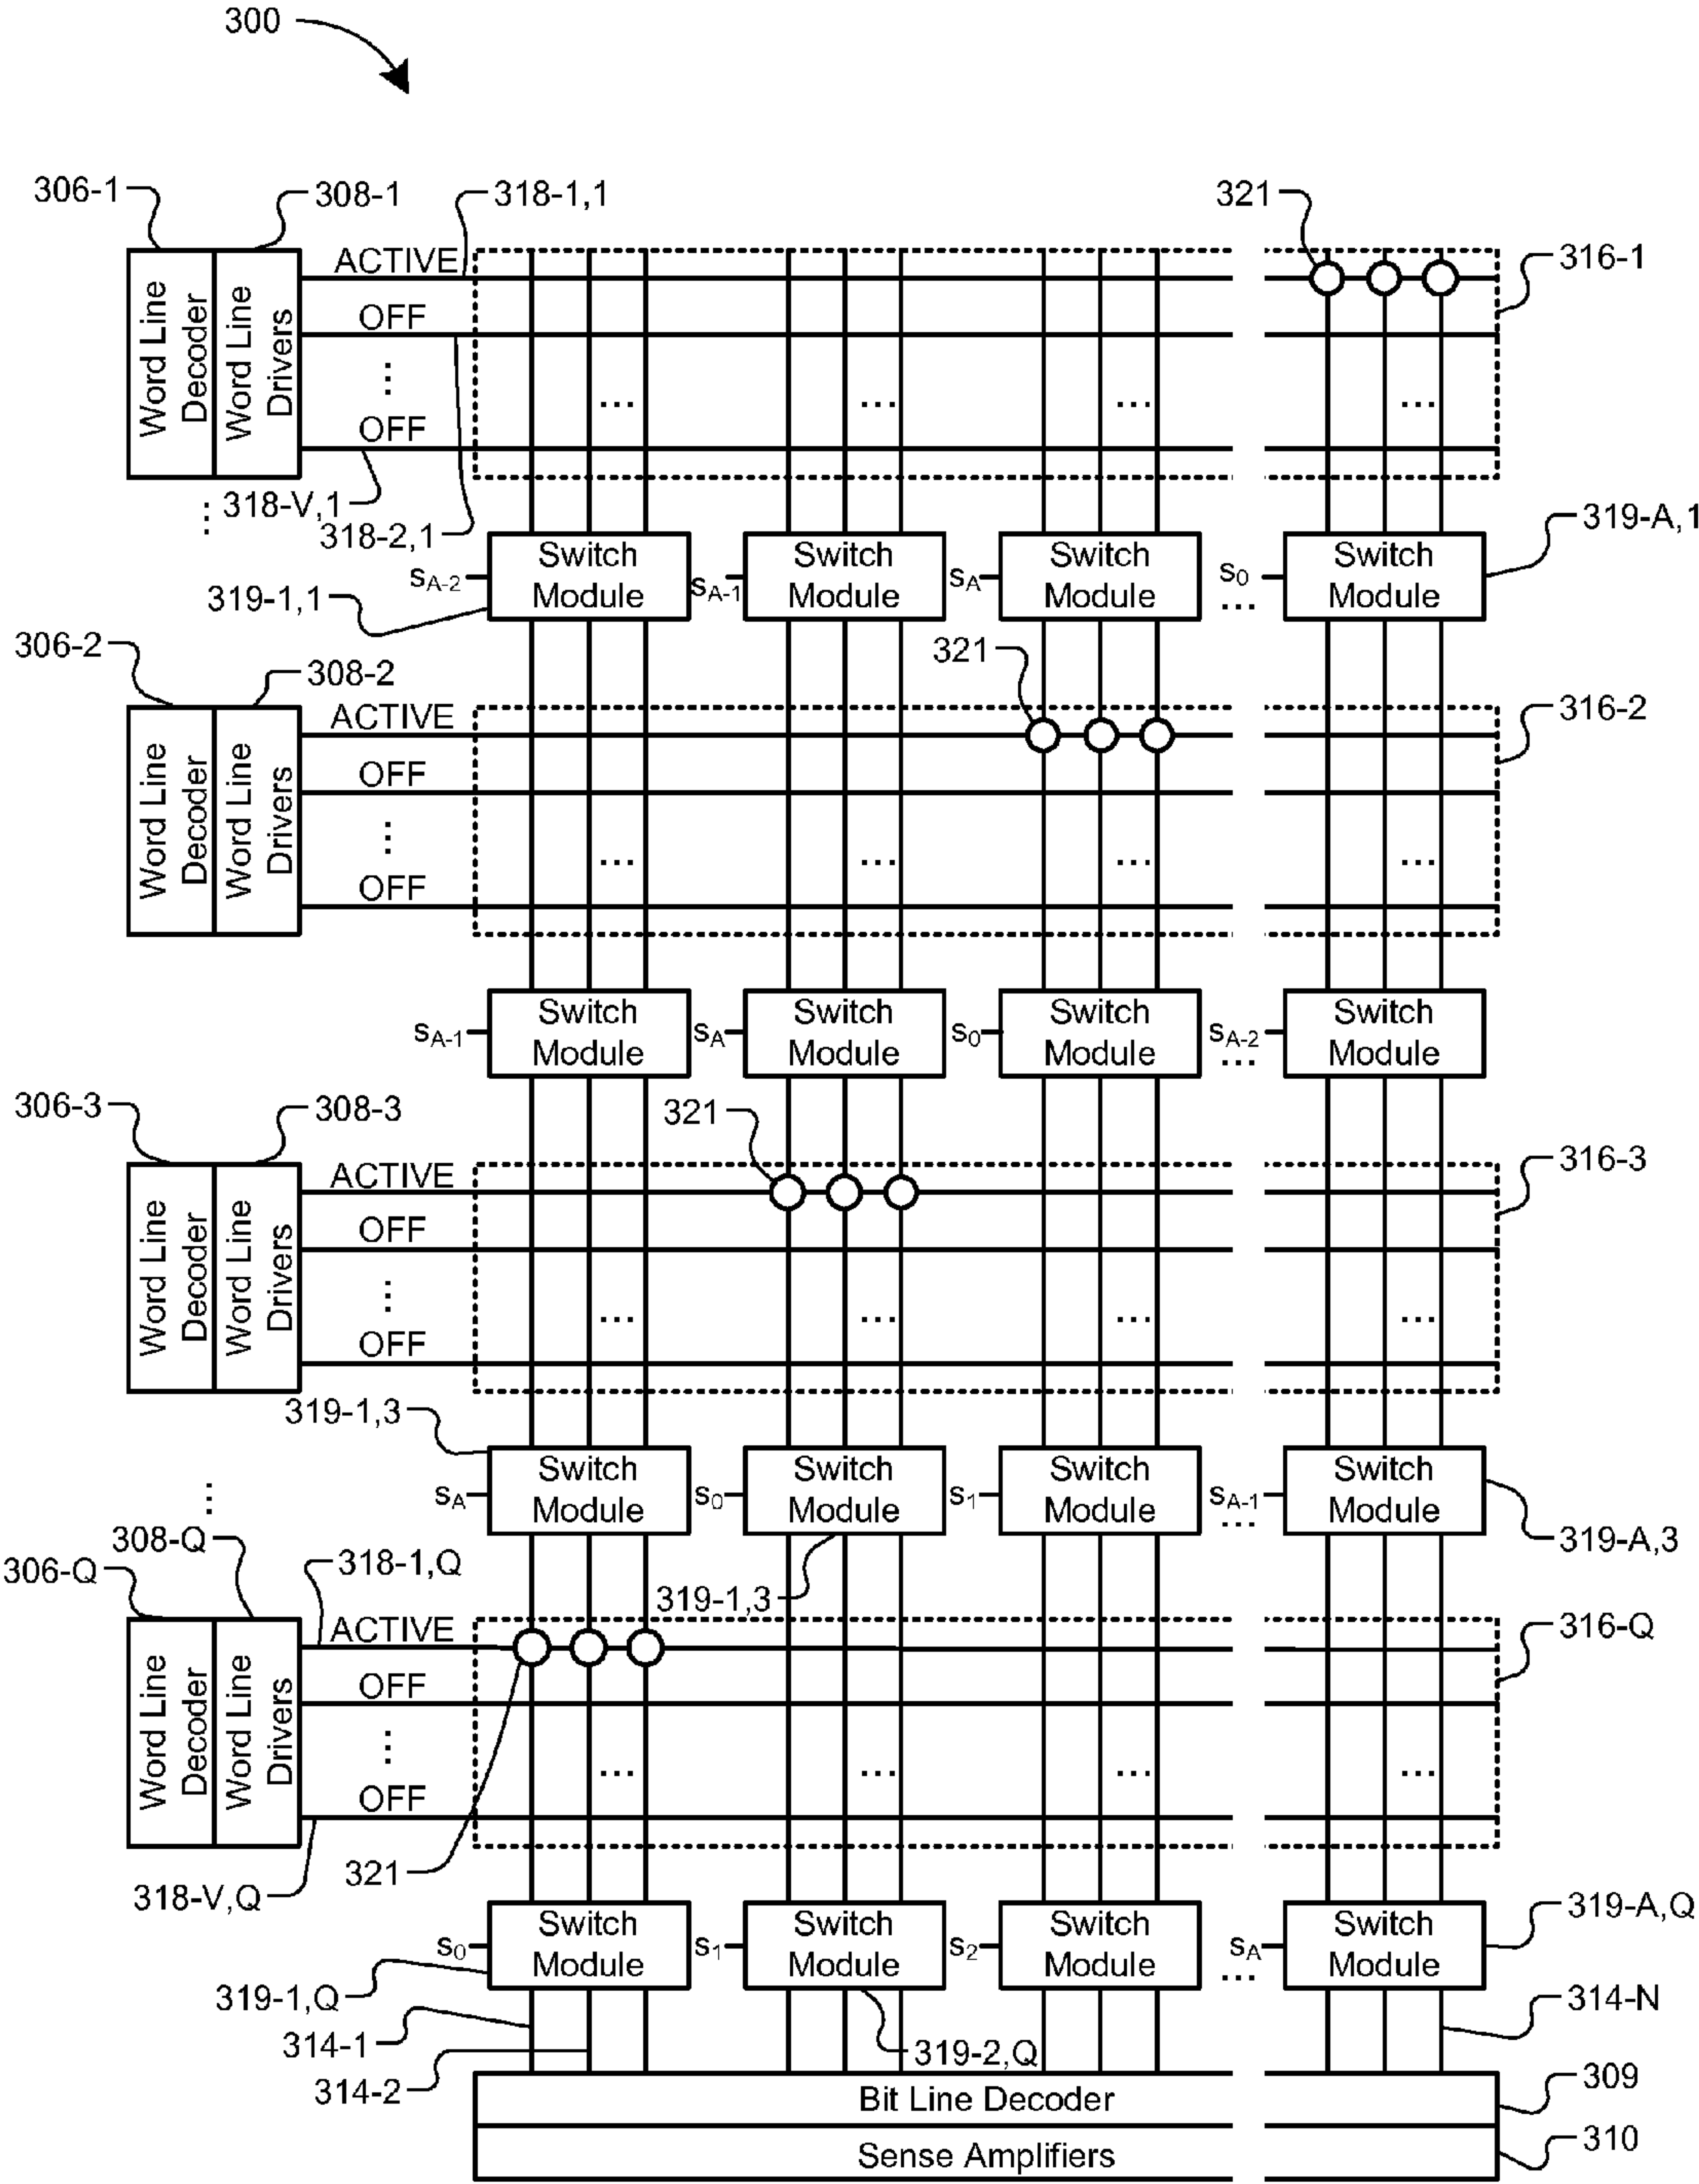 300
306-1
308-1
318-1,1
321
316-1
Word Line Decoder
Word Line Drivers
ACTIVE
OFF
⋮
OFF
... ... ... ...
⋮
318-V,1
318-2,1
319-A,1
sA-2
Switch Module
sA-1
Switch Module
sA
Switch Module
s0
...
Switch Module
319-1,1
306-2
308-2
321
316-2
Word Line Decoder
Word Line Drivers
ACTIVE
OFF
⋮
OFF
... ... ... ...
sA-1
Switch Module
sA
Switch Module
s0
Switch Module
sA-2
...
Switch Module
306-3
308-3
321
316-3
Word Line Decoder
Word Line Drivers
ACTIVE
OFF
⋮
OFF
... ... ... ...
319-1,3
sA
Switch Module
s0
Switch Module
s1
Switch Module
sA-1
...
Switch Module
319-A,3
⋮
308-Q
306-Q
318-1,Q
319-1,3
316-Q
Word Line Decoder
Word Line Drivers
ACTIVE
OFF
⋮
OFF
... ... ... ...
321
318-V,Q
319-A,Q
s0
Switch Module
s1
Switch Module
s2
Switch Module
sA
...
Switch Module
319-1,Q
314-1
314-2
319-2,Q
314-N
Bit Line Decoder
309
Sense Amplifiers
310